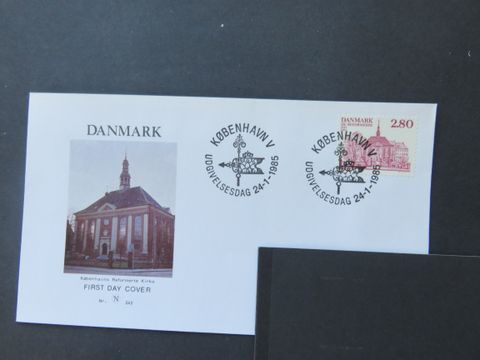 DANMARK
Københavns Reformerte Kirke
FIRST DAY COVER
Nr. N
KØBENHAVN V
UDGIVELSESDAG 24-1-1985
KØBENHAVN V
UDGIVELSESDAG 24-1-1985
DANMARK 2.80